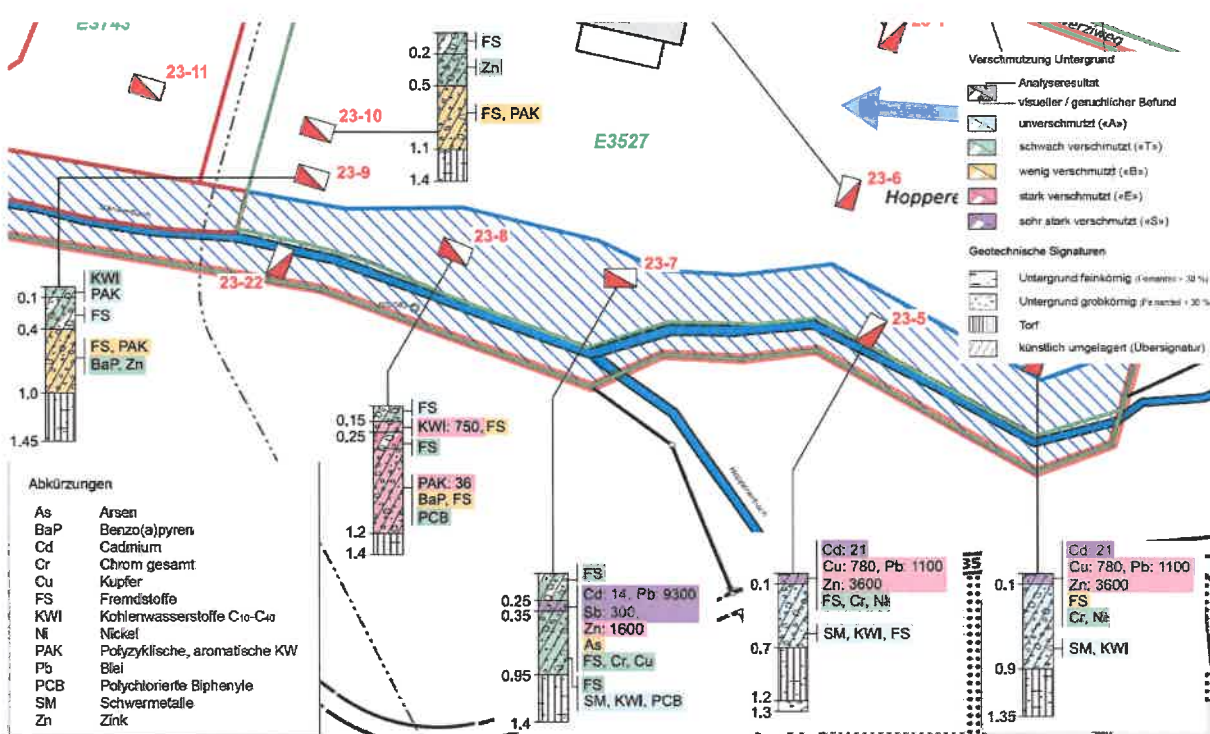 E3743
23-11
23-10
23-9
E3527
23-6
Hoppere
23-8
23-7
23-22
23-5
0.2
0.5
1.1
1.4
FS
Zn
FS, PAK
Verschmutzung Untergrund
Analyseresultat
visueller / geruchlicher Befund
unverschmutzt («A»)
schwach verschmutzt («T»)
wenig verschmutzt («B»)
stark verschmutzt («E»)
sehr stark verschmutzt («S»)
Geotechnische Signaturen
Untergrund feinkörnig
Untergrund grobkörnig
Torf
künstlich umgelagert (Übersignatur)
0.1
0.4
1.0
1.45
KWI
PAK
FS
FS, PAK
BaP, Zn
0.15
0.25
1.2
1.4
FS
KWI: 750, FS
FS
PAK: 36
BaP, FS
PCB
0.25
0.35
0.95
1.4
FS
Cd: 14, Pb 9300
Sb: 300,
Zn: 1600
As
FS, Cr, Cu
FS
SM, KWI, PCB
0.1
0.7
1.2
1.3
Cd: 21
Cu: 780, Pb: 1100
Zn: 3600
FS, Cr, Ni
SM, KWI, FS
35
0.1
0.9
1.35
Cd: 21
Cu: 780, Pb: 1100
Zn: 3600
FS
Cr, Ni
SM, KWI
Abkürzungen
As Arsen
BaP Benzo(a)pyren
Cd Cadmium
Cr Chrom gesamt
Cu Kupfer
FS Fremdstoffe
KWI Kohlenwasserstoffe C10-C40
Ni Nickel
PAK Polyzyklische, aromatische KW
Pb Blei
PCB Polychlorierte Biphenyle
SM Schwermetalle
Zn Zink